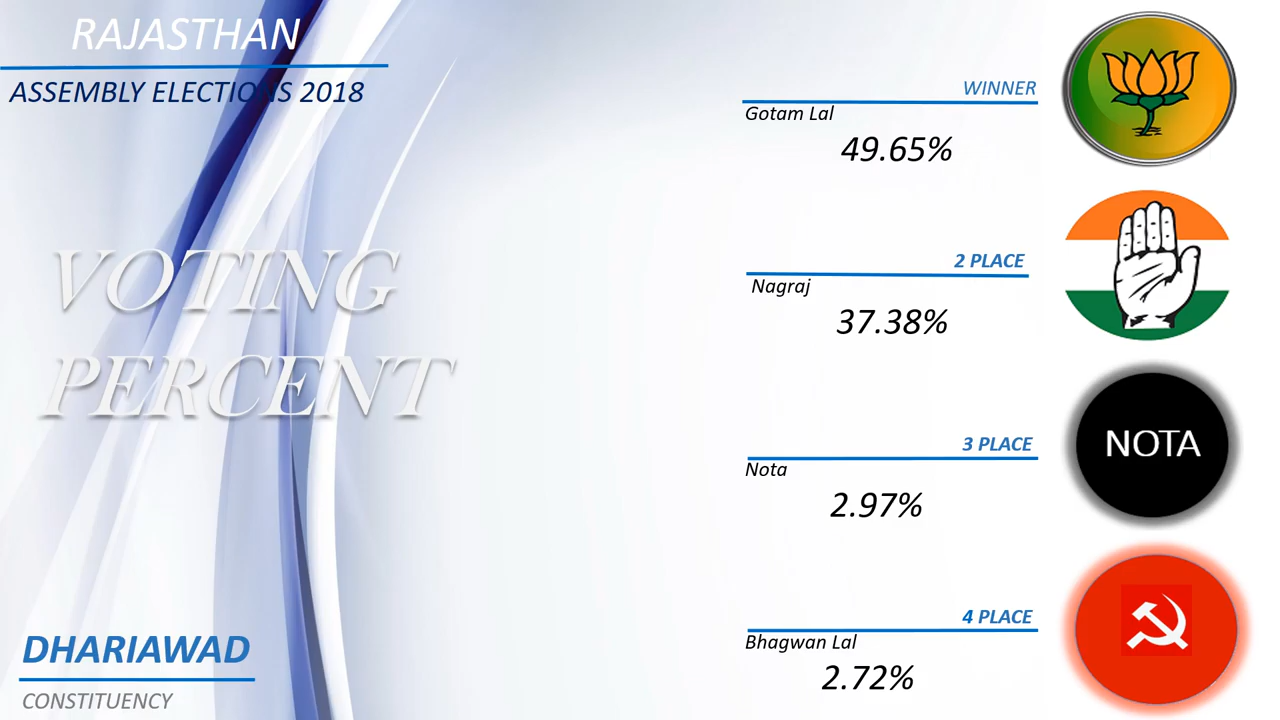 RAJASTHAN
ASSEMBLY ELECTIONS 2018
VOTING
PERCENT
DHARIAWAD
CONSTITUENCY
WINNER
Gotam Lal
49.65%
2 PLACE
Nagraj
37.38%
3 PLACE
Nota
2.97%
NOTA
4 PLACE
Bhagwan Lal
2.72%